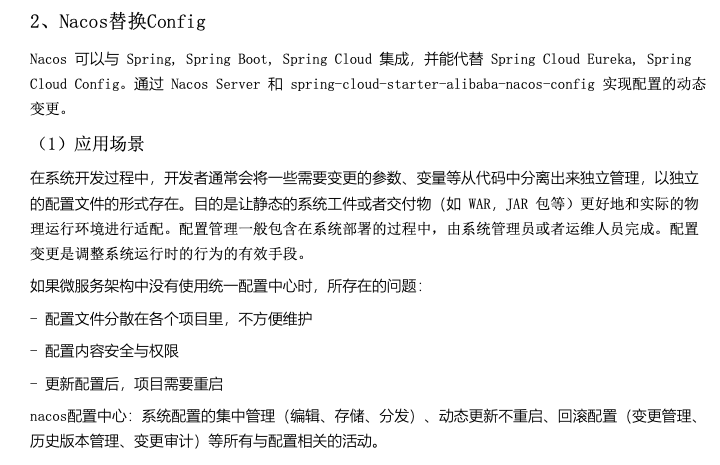 2、Nacos替换Config
Nacos 可以与 Spring, Spring Boot, Spring Cloud 集成，并能代替 Spring Cloud Eureka, Spring
Cloud Config。通过 Nacos Server 和 spring-cloud-starter-alibaba-nacos-config 实现配置的动态
变更。
（1）应用场景
在系统开发过程中，开发者通常会将一些需要变更的参数、变量等从代码中分离出来独立管理，以独立
的配置文件的形式存在。目的是让静态的系统工件或者交付物（如 WAR，JAR 包等）更好地和实际的物
理运行环境进行适配。配置管理一般包含在系统部署的过程中，由系统管理员或者运维人员完成。配置
变更是调整系统运行时的行为的有效手段。
如果微服务架构中没有使用统一配置中心时，所存在的问题：
- 配置文件分散在各个项目里，不方便维护
- 配置内容安全与权限
- 更新配置后，项目需要重启
nacos配置中心：系统配置的集中管理（编辑、存储、分发）、动态更新不重启、回滚配置（变更管理、
历史版本管理、变更审计）等所有与配置相关的活动。